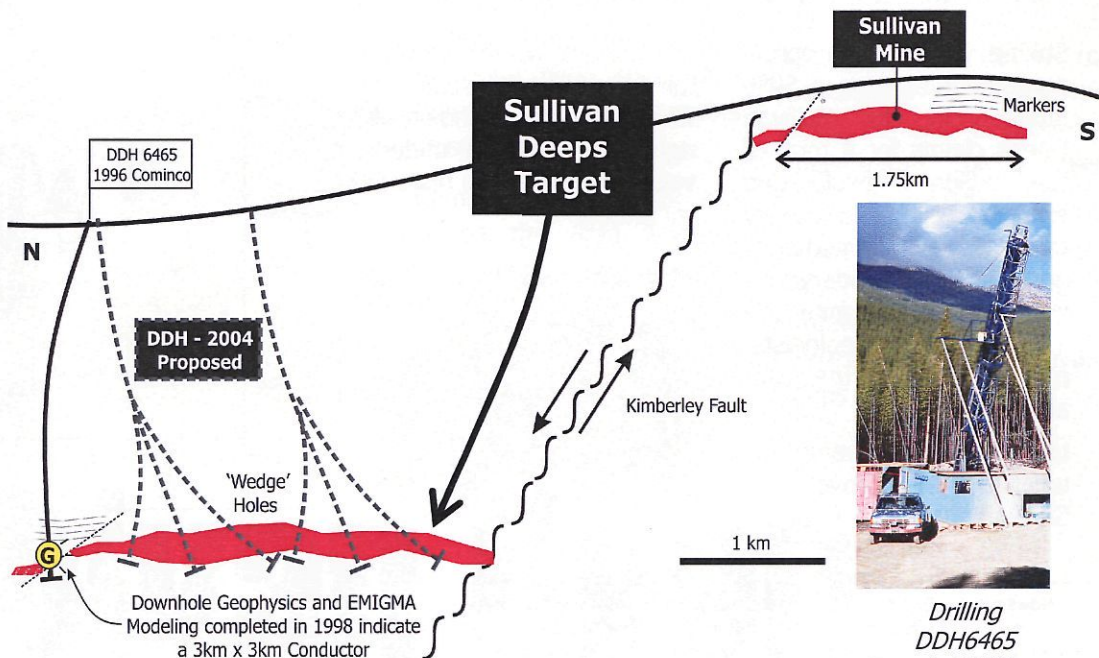 Sullivan
Mine
Markers
S
1.75km
Sullivan
Deeps
Target
DDH 6465
1996 Cominco
N
DDH - 2004
Proposed
Kimberley Fault
'Wedge'
Holes
G
1 km
Downhole Geophysics and EMIGMA
Modeling completed in 1998 indicate
a 3km x 3km Conductor
Drilling
DDH6465